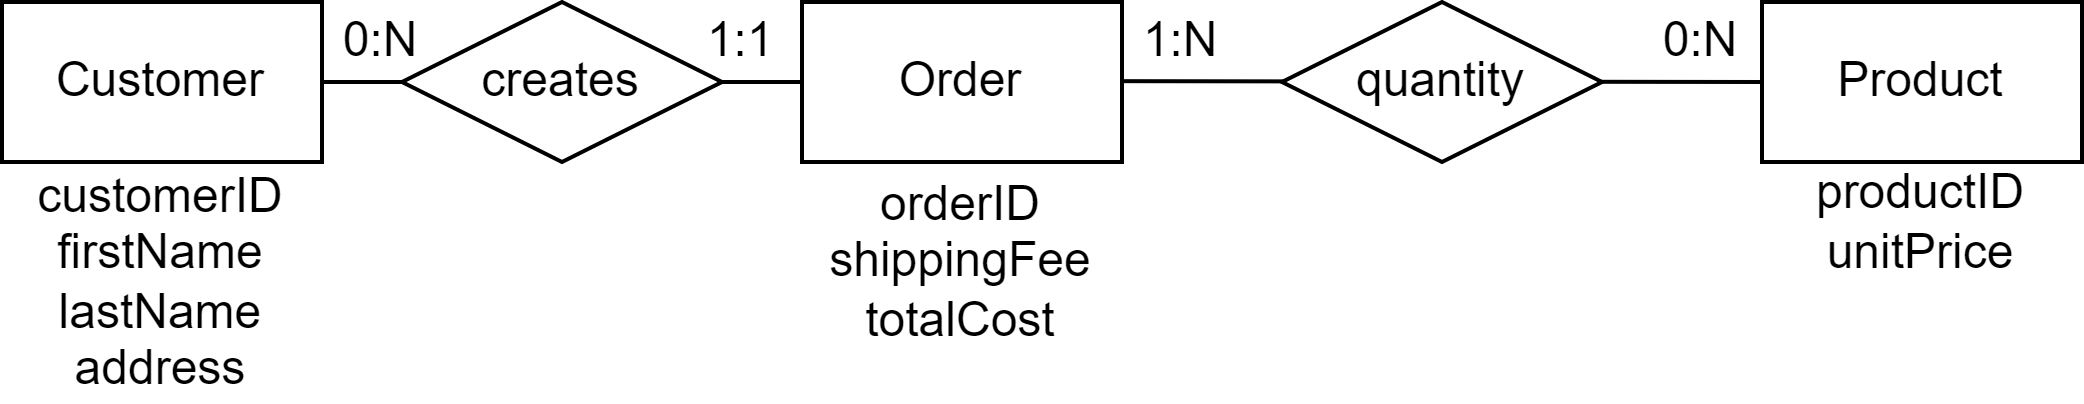 0:N 1:1 1:N 0:N
Customer creates Order quantity Product
customerID
firstName
lastName
address
orderID
shippingFee
totalCost
productID
unitPrice